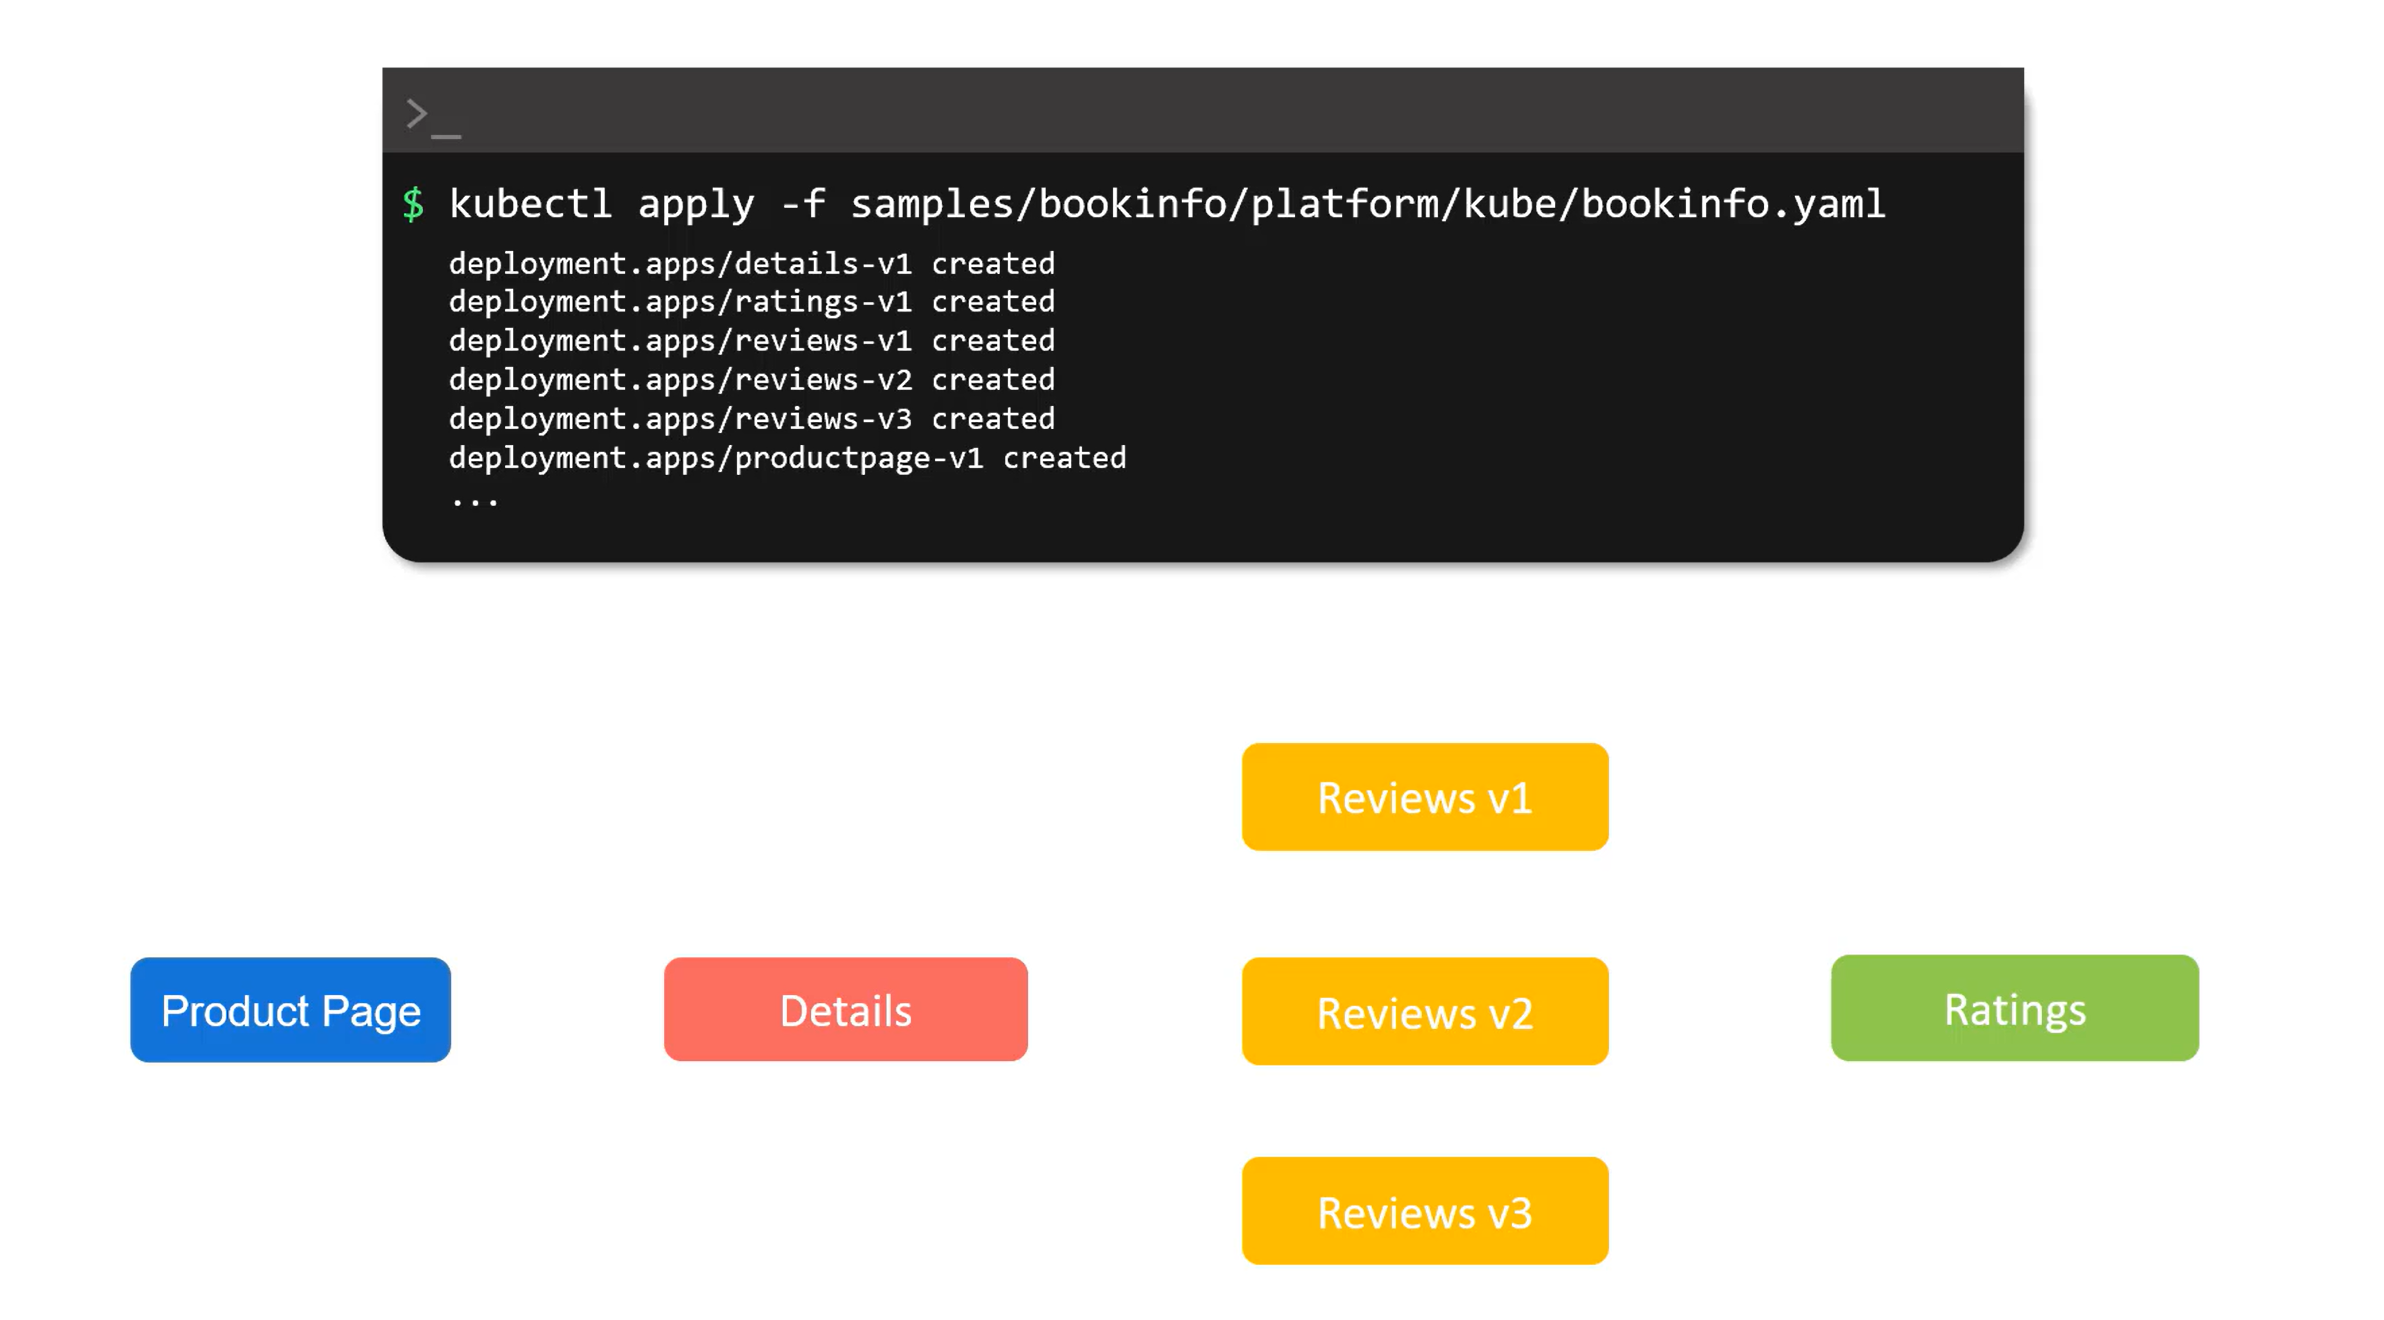 >_
$ kubectl apply -f samples/bookinfo/platform/kube/bookinfo.yaml
deployment.apps/details-v1 created
deployment.apps/ratings-v1 created
deployment.apps/reviews-v1 created
deployment.apps/reviews-v2 created
deployment.apps/reviews-v3 created
deployment.apps/productpage-v1 created
...
Reviews v1
Product Page
Details
Reviews v2
Ratings
Reviews v3